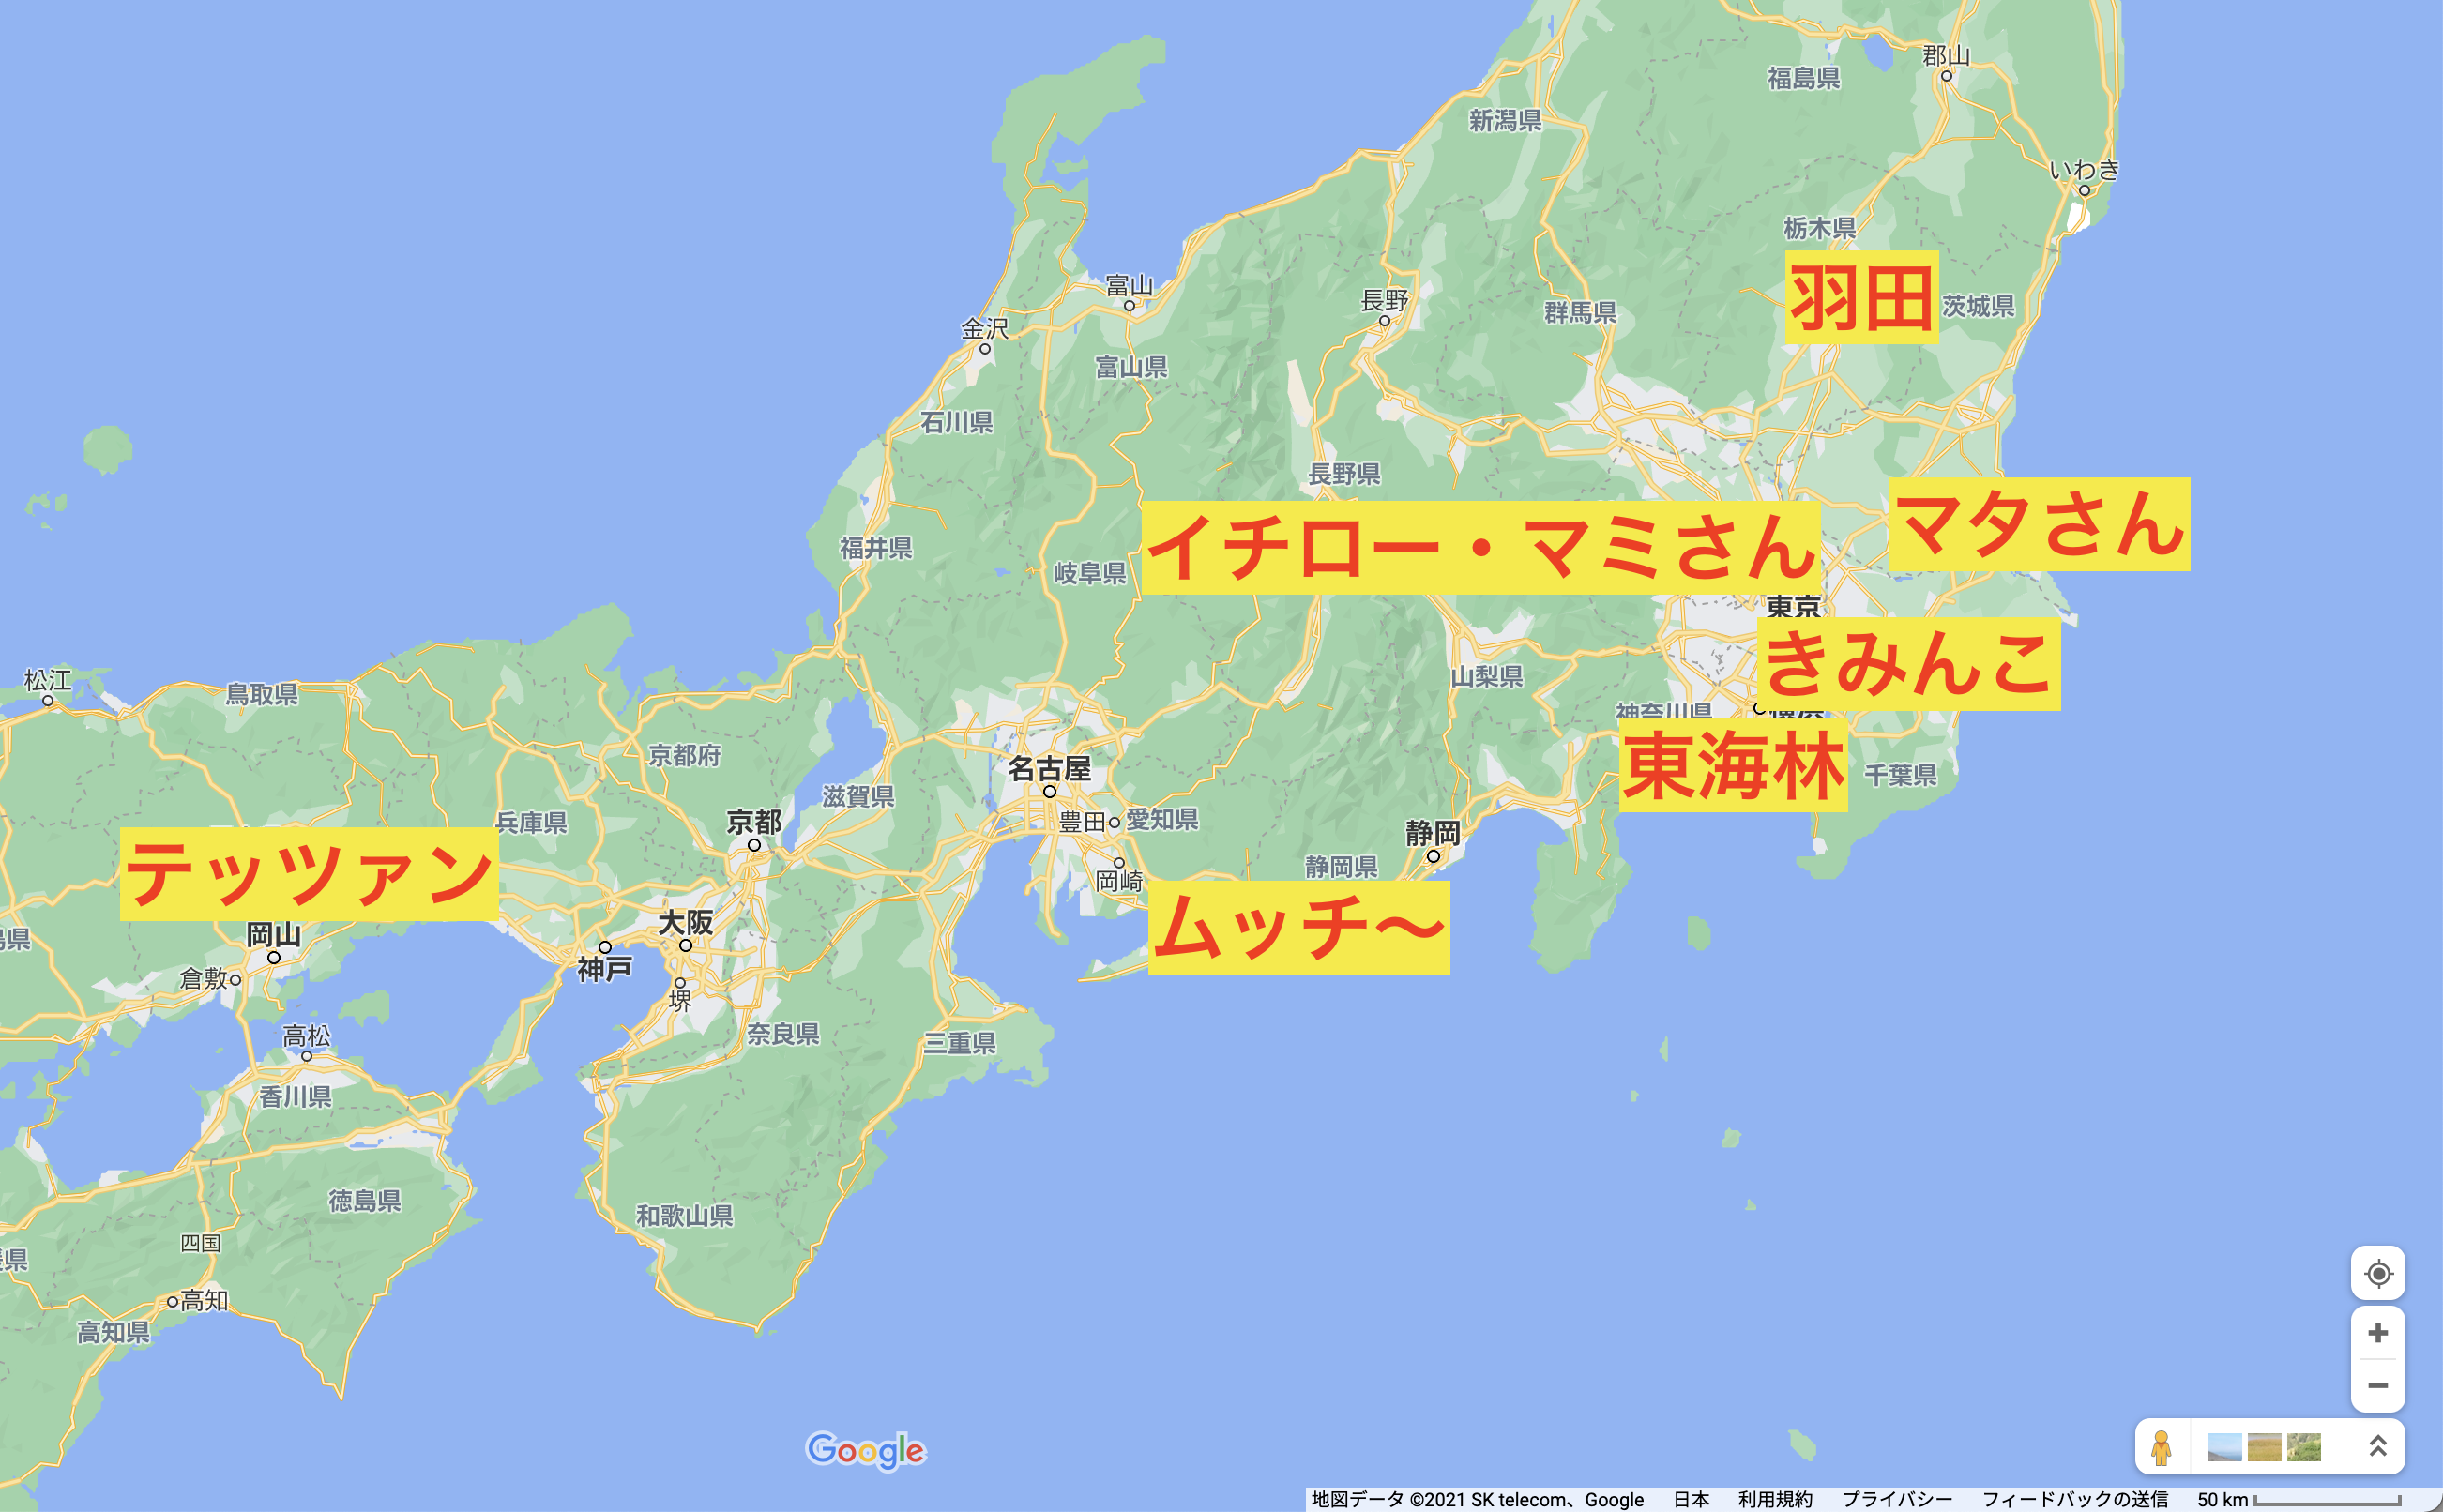 郡山
福島県
新潟県
いわき
栃木県
羽田
富山
長野
茨城県
群馬県
金沢
富山県
石川県
長野県
マタさん
イチロー・マミさん
福井県
岐阜県
東京
きみんこ
松江
鳥取県
山梨県
神奈川県
横浜
東海林
京都府
名古屋
千葉県
滋賀県
兵庫県
京都
豊田
愛知県
静岡
テッツァン
静岡県
岡崎
ムッチ〜
大阪
岡山
島県
神戸
倉敷
堺
高松
奈良県
三重県
香川県
徳島県
和歌山県
四国
県
高知
高知県
Google
地図データ ©2021 SK telecom、Google 日本 利用規約 プライバシー フィードバックの送信 50 km